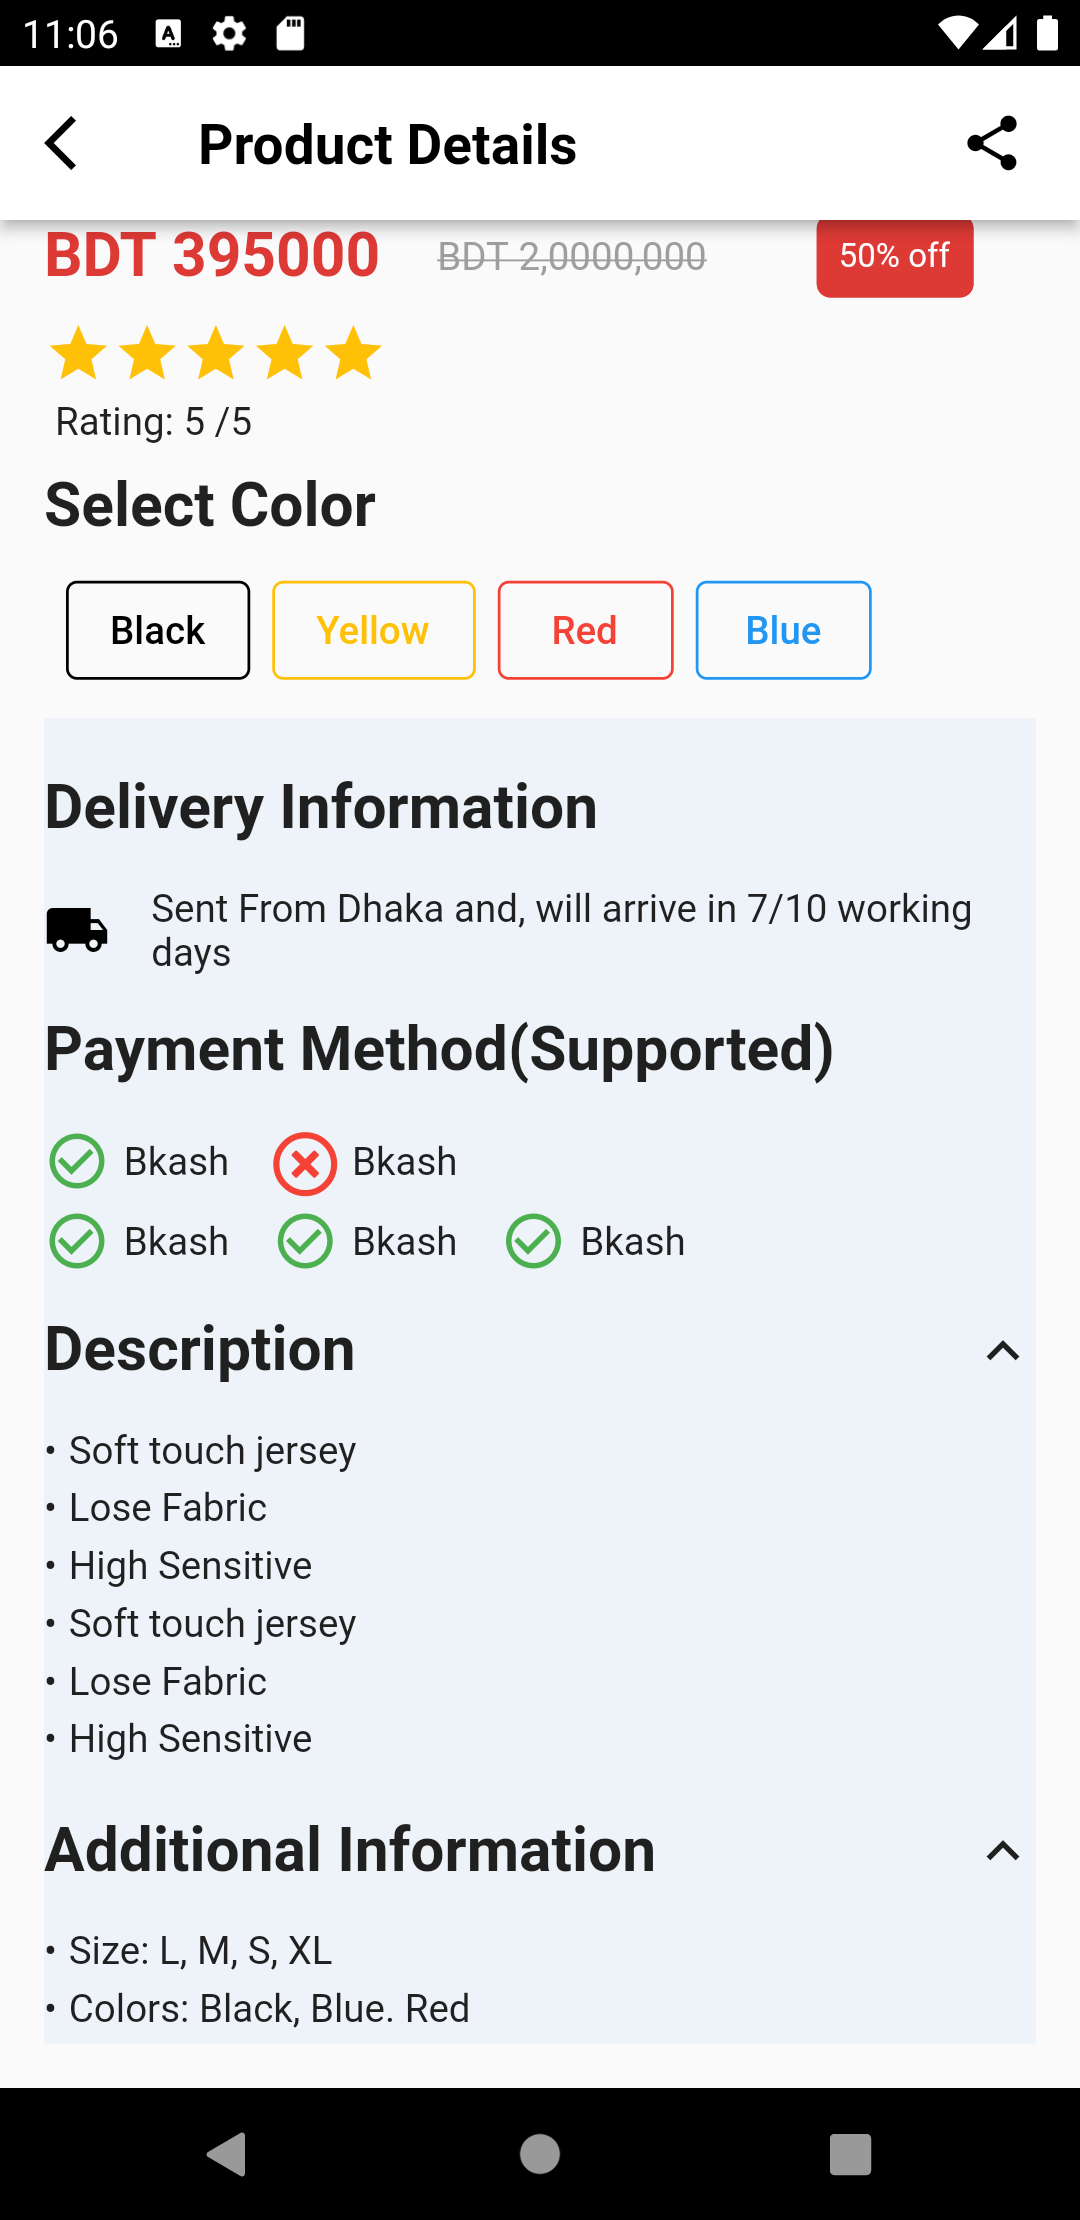 11:06
Product Details
BDT 395000 BDT 2,0000,000 50% off
Rating: 5 /5
Select Color
Black Yellow Red Blue
Delivery Information
Sent From Dhaka and, will arrive in 7/10 working
days
Payment Method(Supported)
Bkash Bkash
Bkash Bkash Bkash
Description
• Soft touch jersey
• Lose Fabric
• High Sensitive
• Soft touch jersey
• Lose Fabric
• High Sensitive
Additional Information
• Size: L, M, S, XL
• Colors: Black, Blue. Red